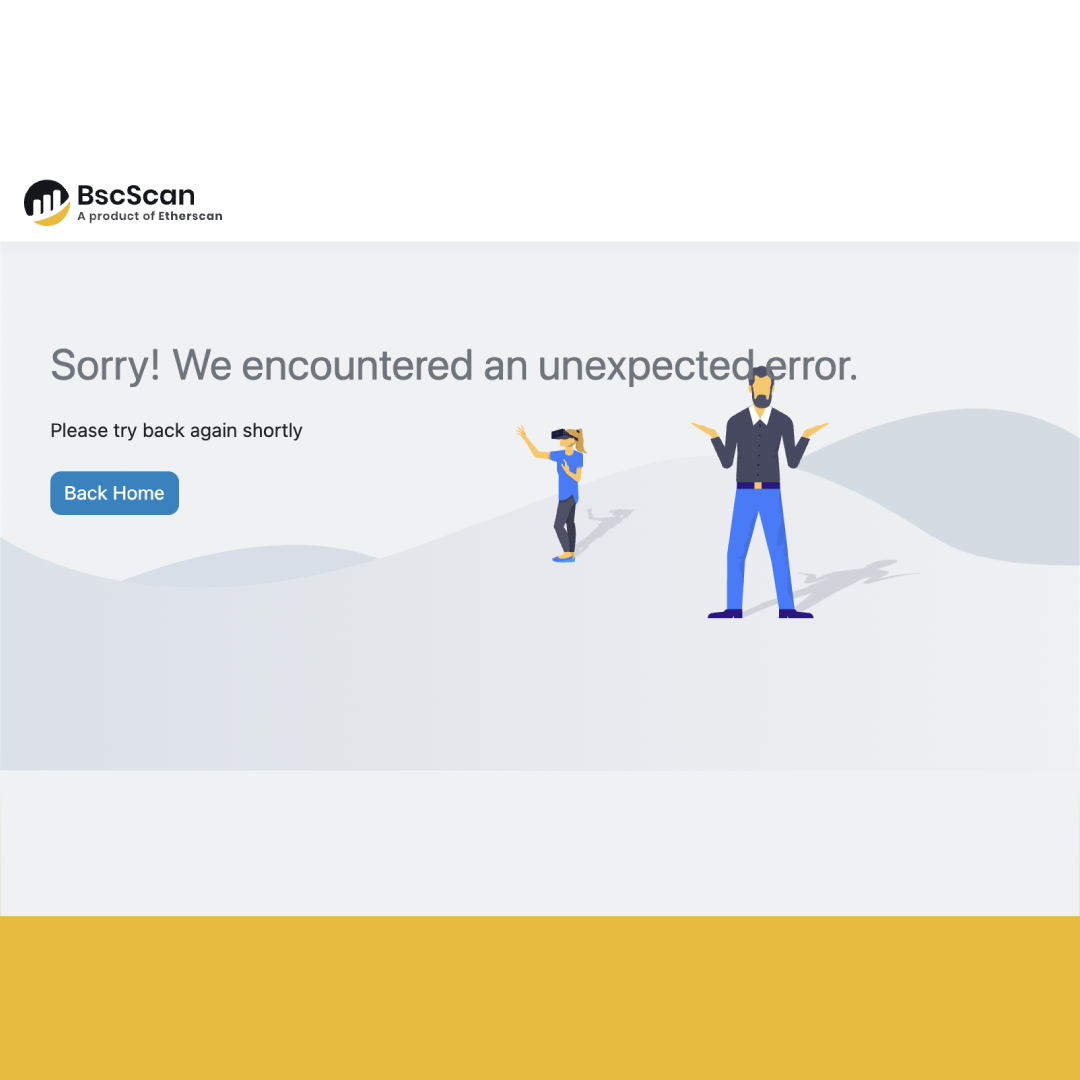 BscScan
A product of Etherscan
Sorry! We encountered an unexpected error.
Please try back again shortly
Back Home